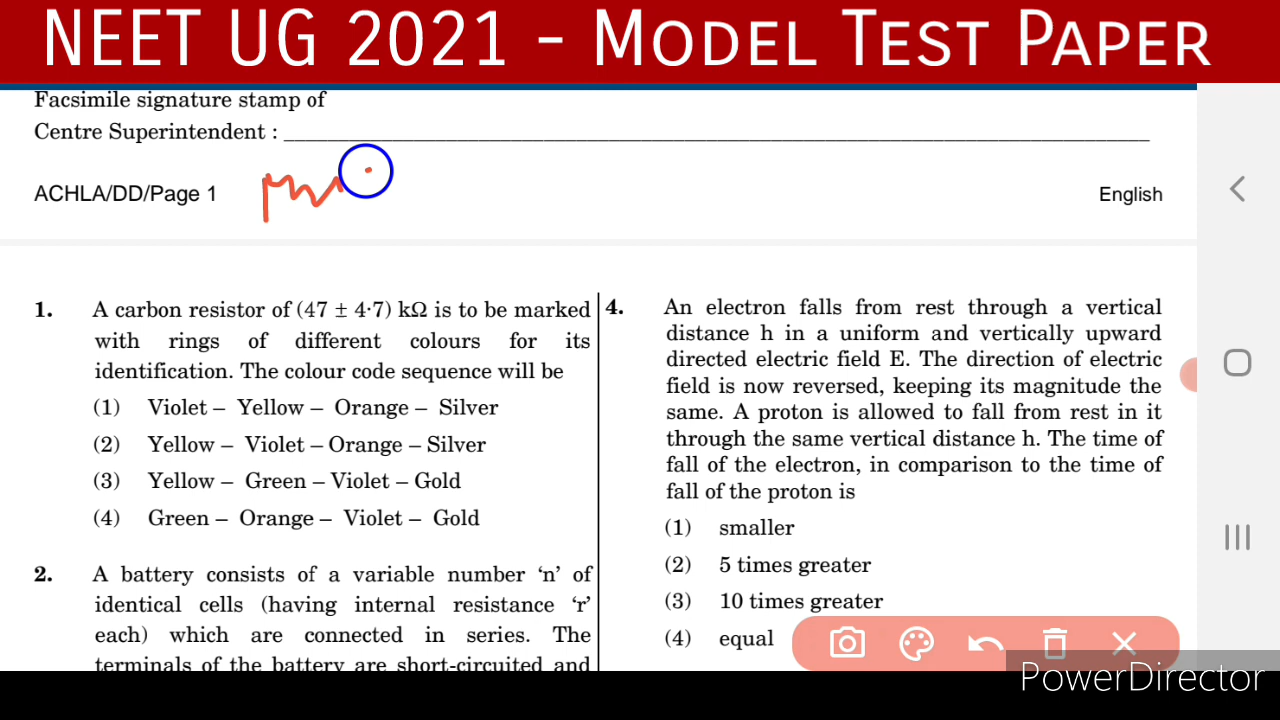 NEET UG 2021 - MODEL TEST PAPER
Facsimile signature stamp of
Centre Superintendent :
ACHLA/DD/Page 1
English
1. A carbon resistor of (47 ± 4·7) kΩ is to be marked
with rings of different colours for its
identification. The colour code sequence will be
(1) Violet – Yellow – Orange – Silver
(2) Yellow – Violet – Orange – Silver
(3) Yellow – Green – Violet – Gold
(4) Green – Orange – Violet – Gold
2. A battery consists of a variable number ‘n’ of
identical cells (having internal resistance ‘r’
each) which are connected in series. The
terminals of the battery are short-circuited and
4. An electron falls from rest through a vertical
distance h in a uniform and vertically upward
directed electric field E. The direction of electric
field is now reversed, keeping its magnitude the
same. A proton is allowed to fall from rest in it
through the same vertical distance h. The time of
fall of the electron, in comparison to the time of
fall of the proton is
(1) smaller
(2) 5 times greater
(3) 10 times greater
(4) equal
PowerDirector